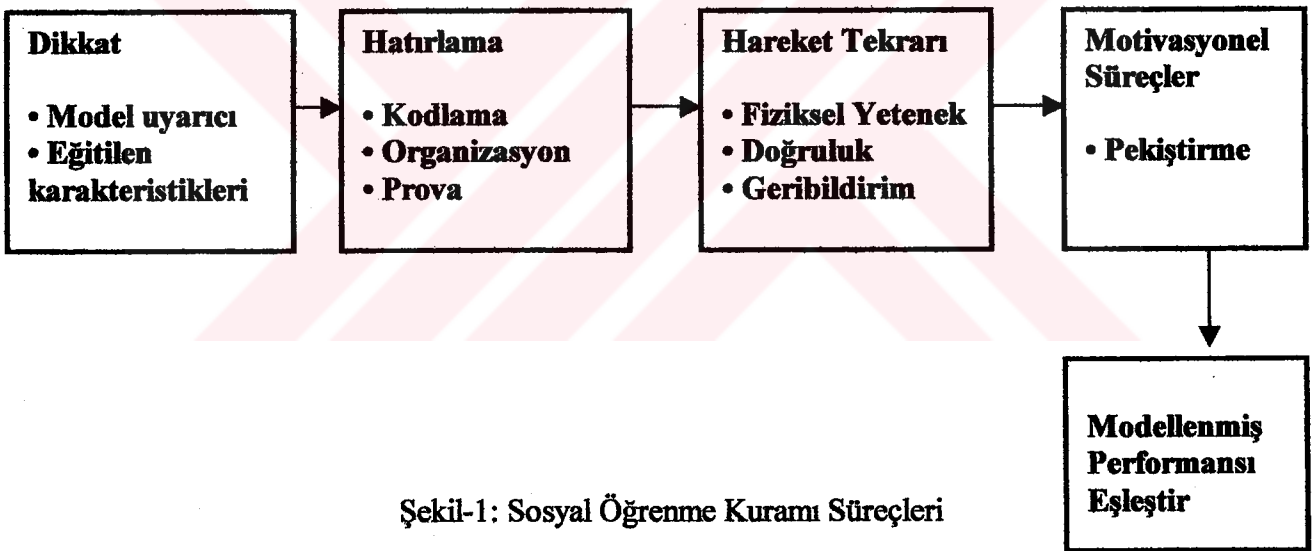 Dikkat
• Model uyarıcı
• Eğitilen
karakteristikleri
Hatırlama
• Kodlama
• Organizasyon
• Prova
Hareket Tekrarı
• Fiziksel Yetenek
• Doğruluk
• Geribildirim
Motivasyonel
Süreçler
• Pekiştirme
Modellenmiş
Performansı
Eşleştir
Şekil-1: Sosyal Öğrenme Kuramı Süreçleri